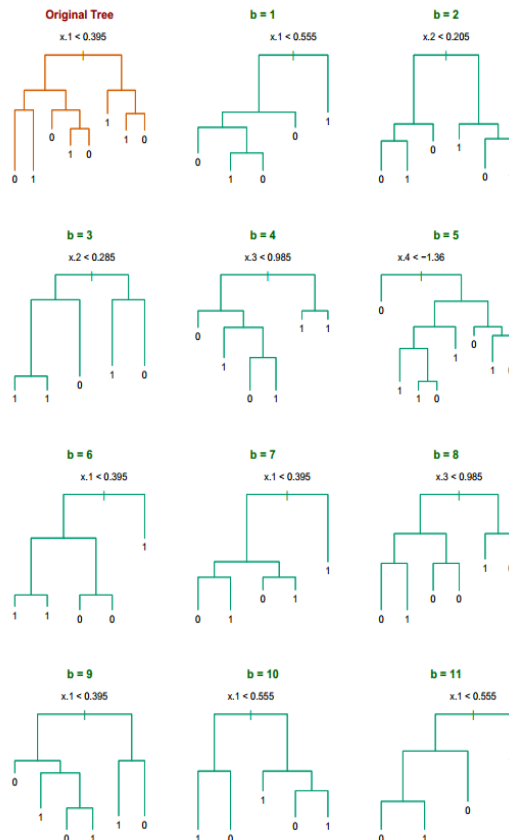 Original Tree
b = 1
b = 2
x.1 < 0.395
x.1 < 0.555
x.2 < 0.205
0 1
0
1 0
1
1 0
0
1 0
0
1
0 1
0
1
0
b = 3
b = 4
b = 5
x.2 < 0.285
x.3 < 0.985
x.4 < −1.36
1 1
0
1 0
0
1
0 1
1 1
0
1
1 0
1
0
1
b = 6
b = 7
b = 8
x.1 < 0.395
x.1 < 0.395
x.3 < 0.985
1 1 0 0
1
0 1
0 1
1
0 1
0 0
1
b = 9
b = 10
b = 11
x.1 < 0.395
x.1 < 0.555
x.1 < 0.555
0
1
0 1
1 0
1 0
1
0 1
0 1
0